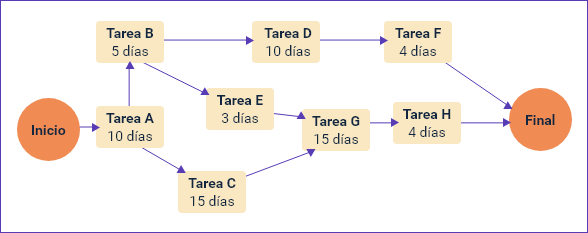 Inicio
Tarea A
10 días
Tarea B
5 días
Tarea C
15 días
Tarea D
10 días
Tarea E
3 días
Tarea F
4 días
Tarea G
15 días
Tarea H
4 días
Final